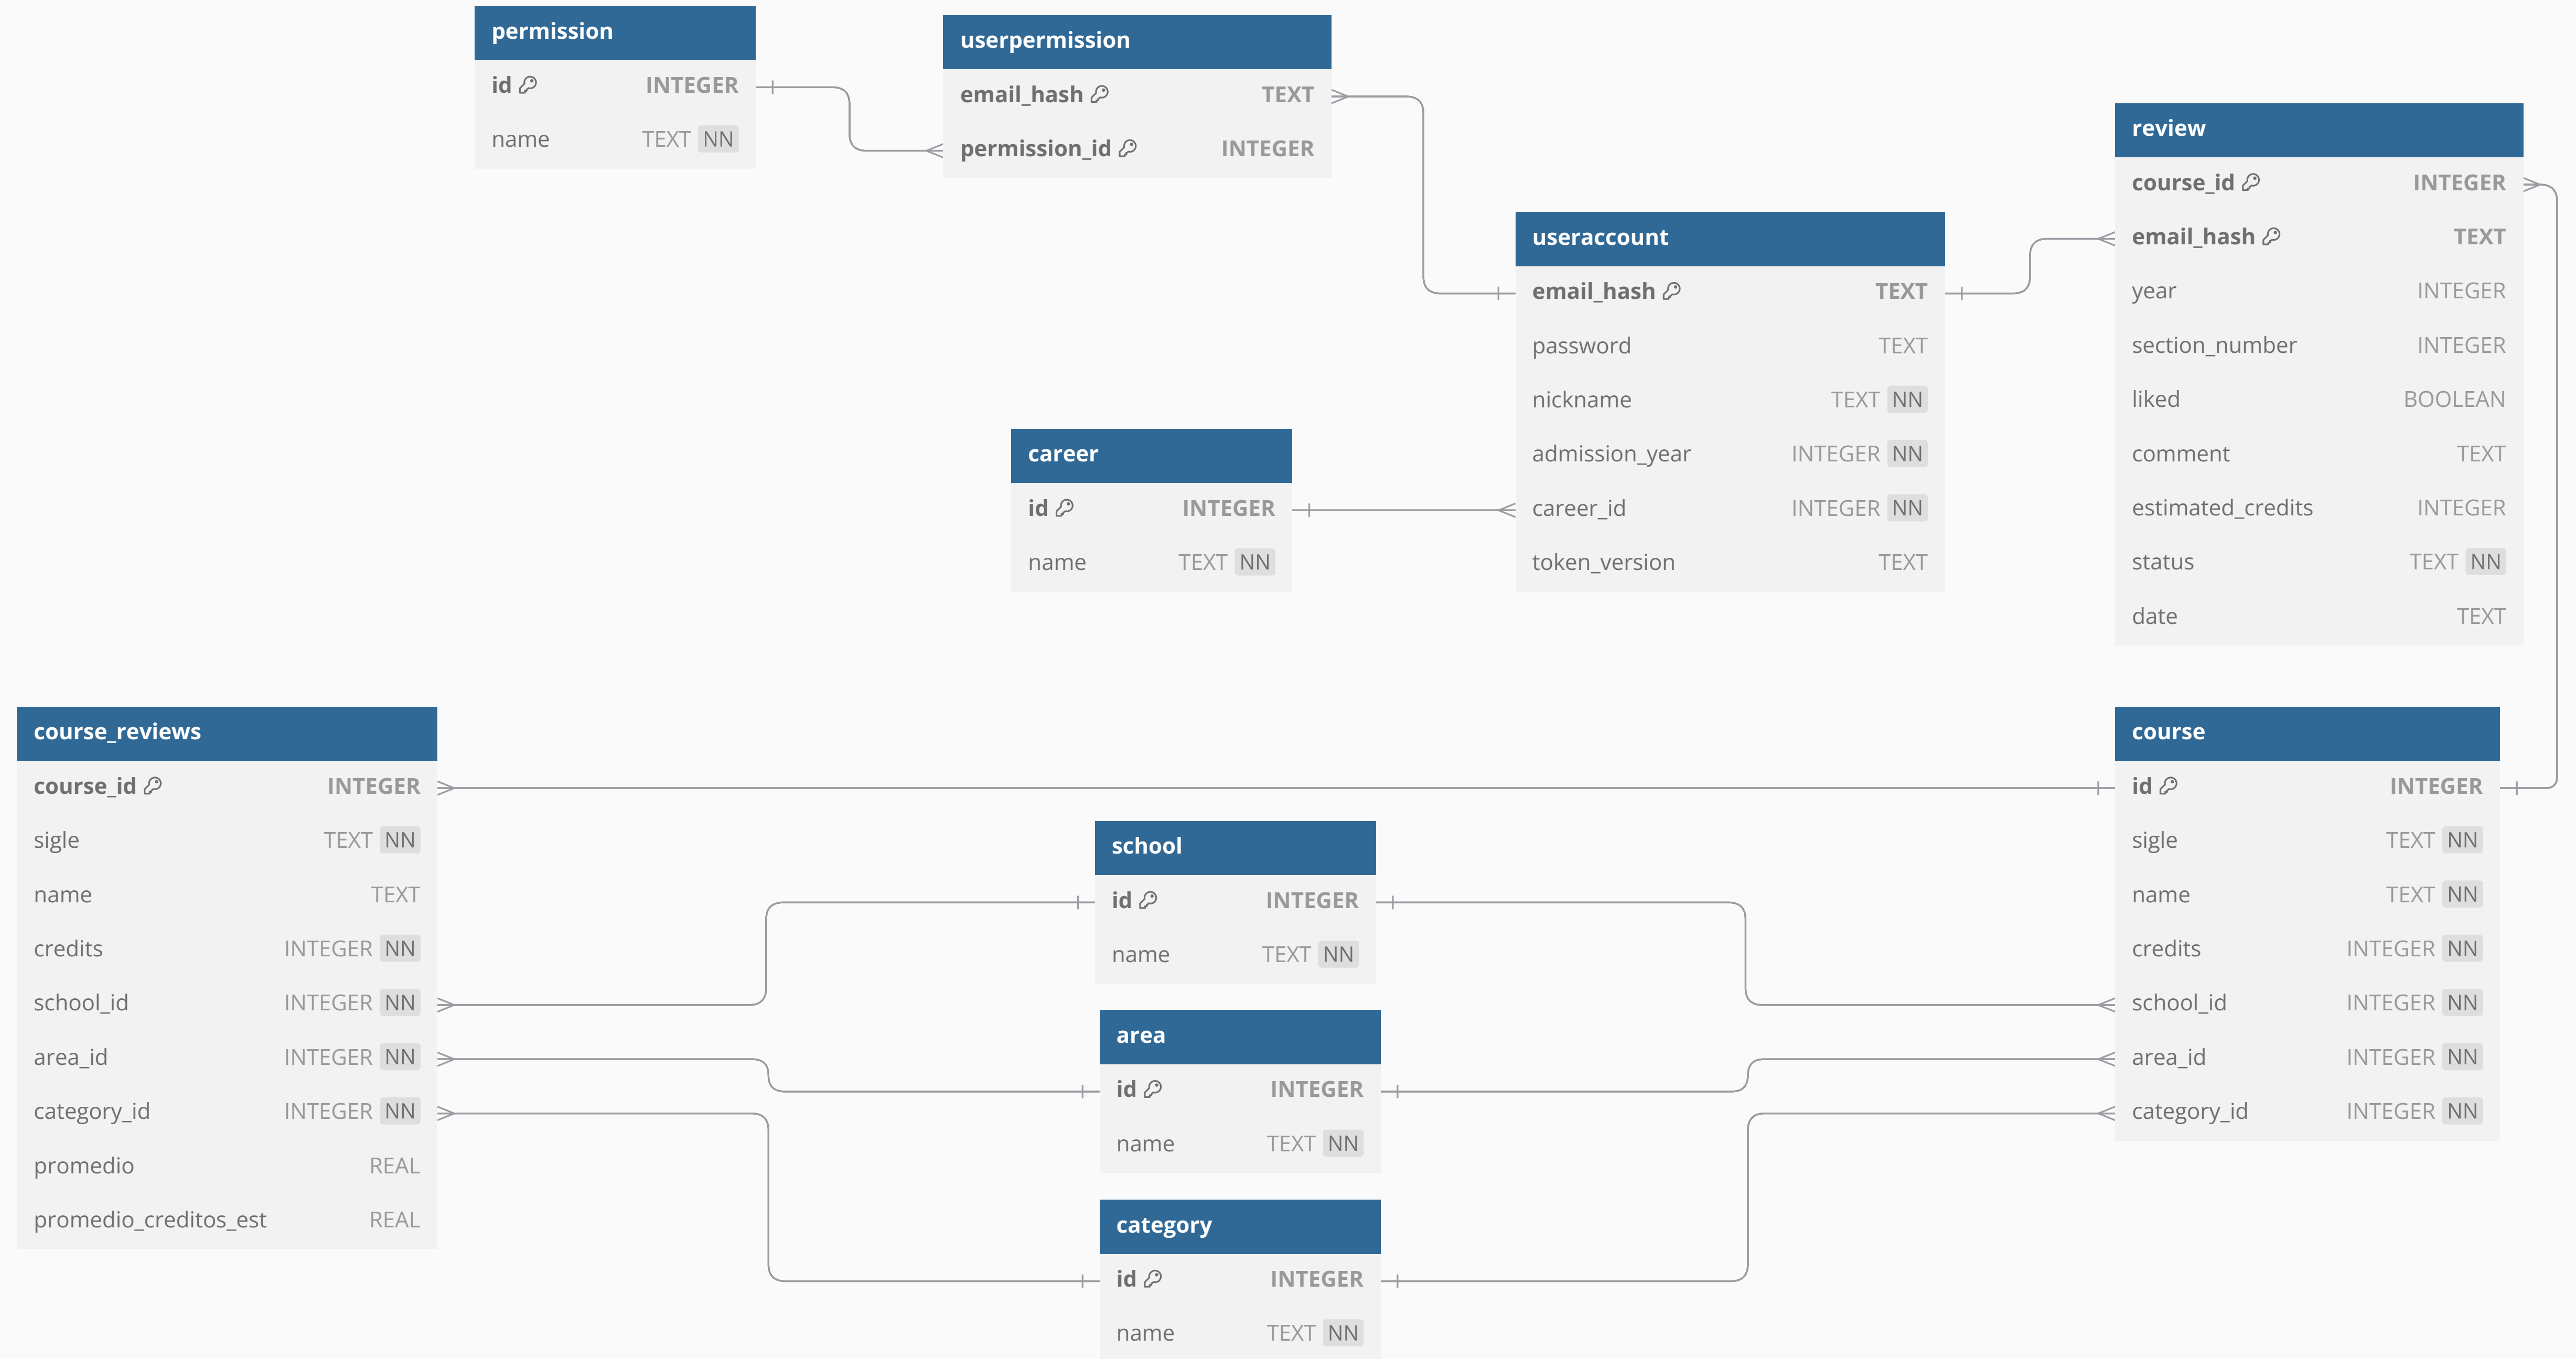 permission
id INTEGER
name TEXT NN
userpermission
email_hash TEXT
permission_id INTEGER
review
course_id INTEGER
email_hash TEXT
year INTEGER
section_number INTEGER
liked BOOLEAN
comment TEXT
estimated_credits INTEGER
status TEXT NN
date TEXT
useraccount
email_hash TEXT
password TEXT
nickname TEXT NN
admission_year INTEGER NN
career_id INTEGER NN
token_version TEXT
career
id INTEGER
name TEXT NN
course_reviews
course_id INTEGER
sigle TEXT NN
name TEXT
credits INTEGER NN
school_id INTEGER NN
area_id INTEGER NN
category_id INTEGER NN
promedio REAL
promedio_creditos_est REAL
school
id INTEGER
name TEXT NN
area
id INTEGER
name TEXT NN
category
id INTEGER
name TEXT NN
course
id INTEGER
sigle TEXT NN
name TEXT NN
credits INTEGER NN
school_id INTEGER NN
area_id INTEGER NN
category_id INTEGER NN